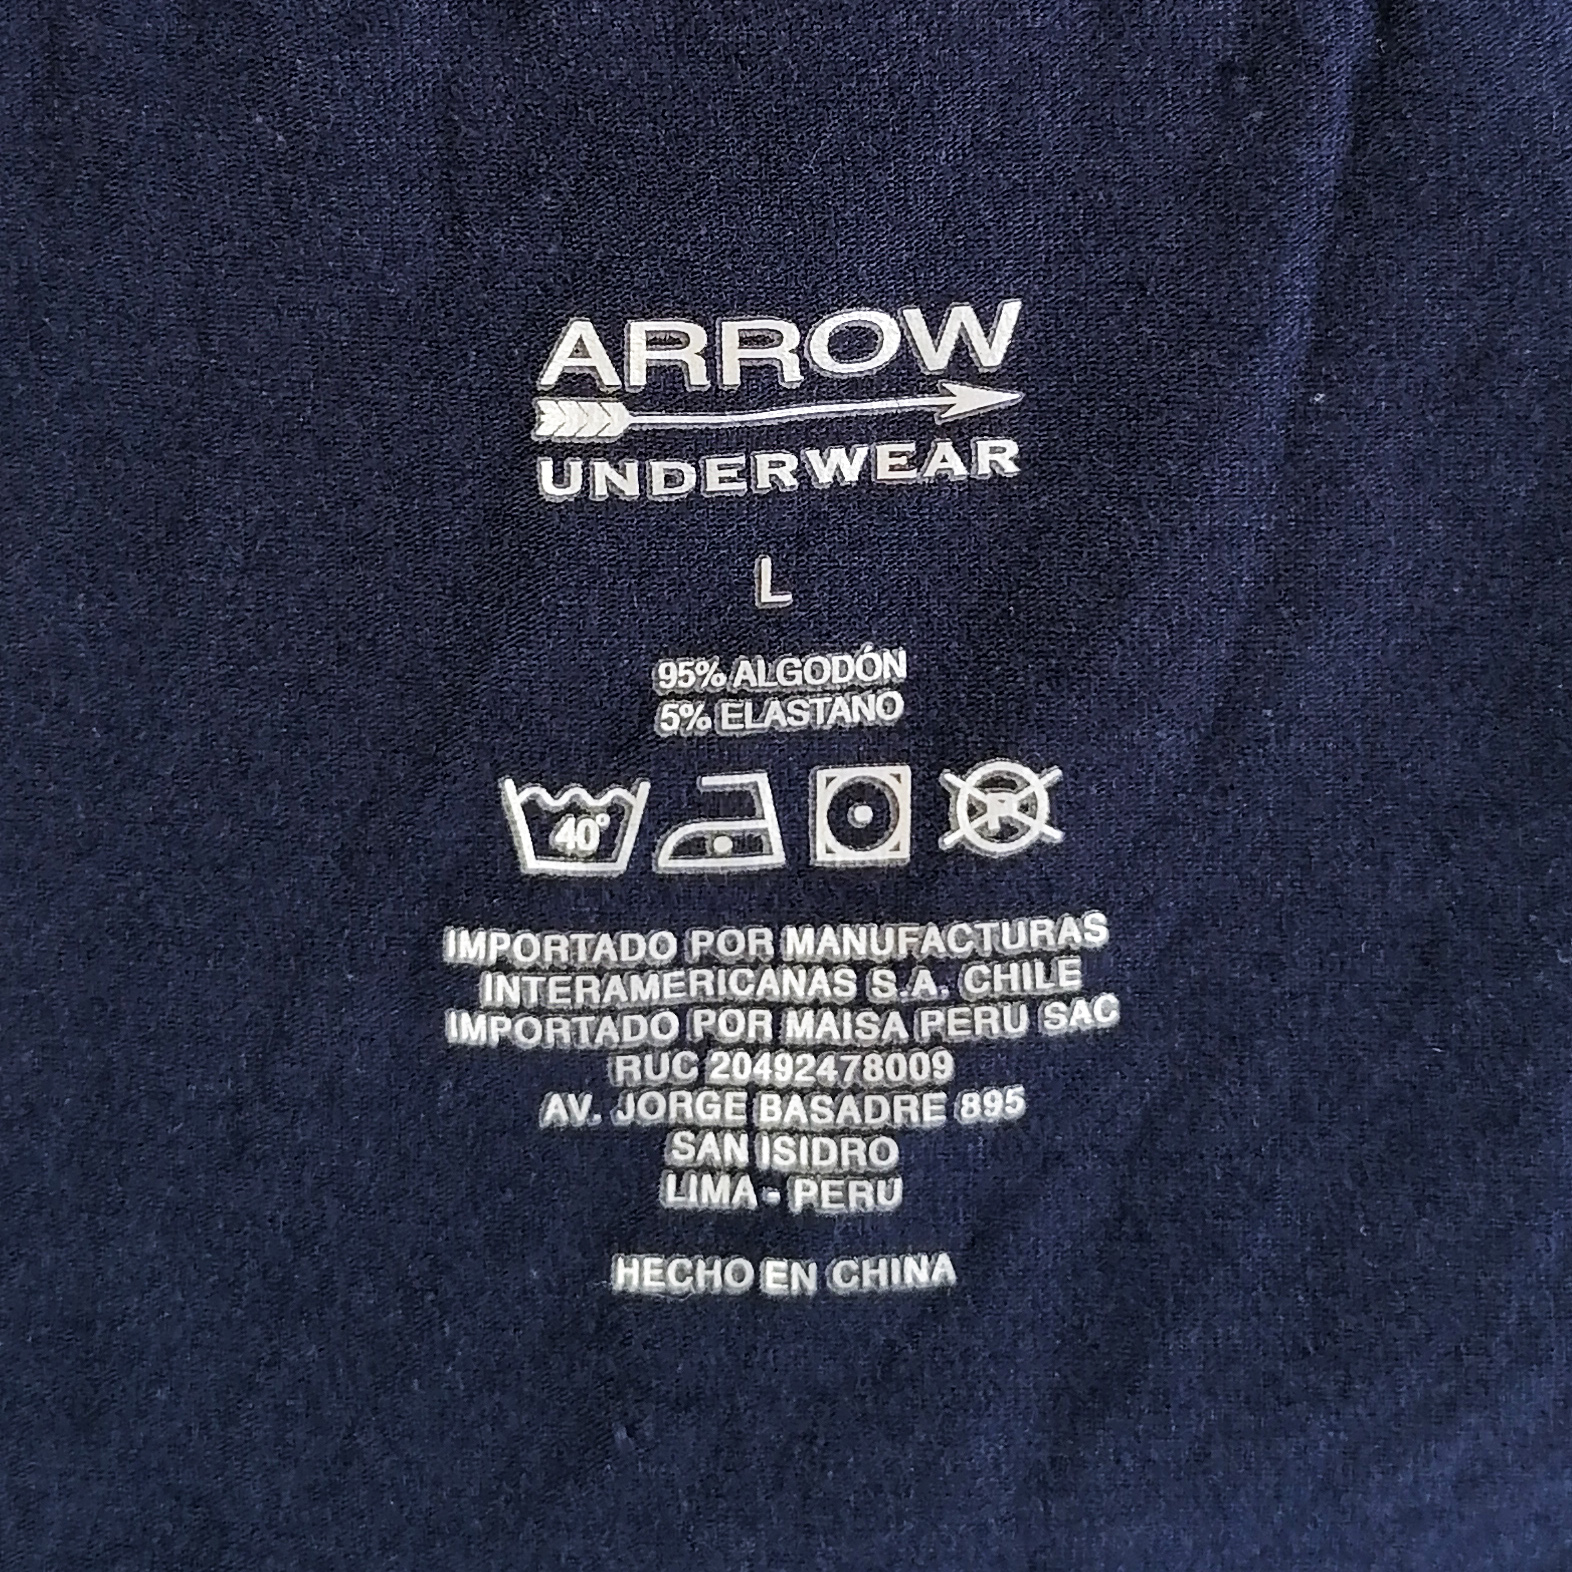 ARROW
UNDERWEAR
L
95% ALGODÓN
5% ELASTANO
40° P
IMPORTADO POR MANUFACTURAS
INTERAMERICANAS S.A. CHILE
IMPORTADO POR MAISA PERU SAC
RUC 20492478009
AV. JORGE BASADRE 895
SAN ISIDRO
LIMA - PERU
HECHO EN CHINA